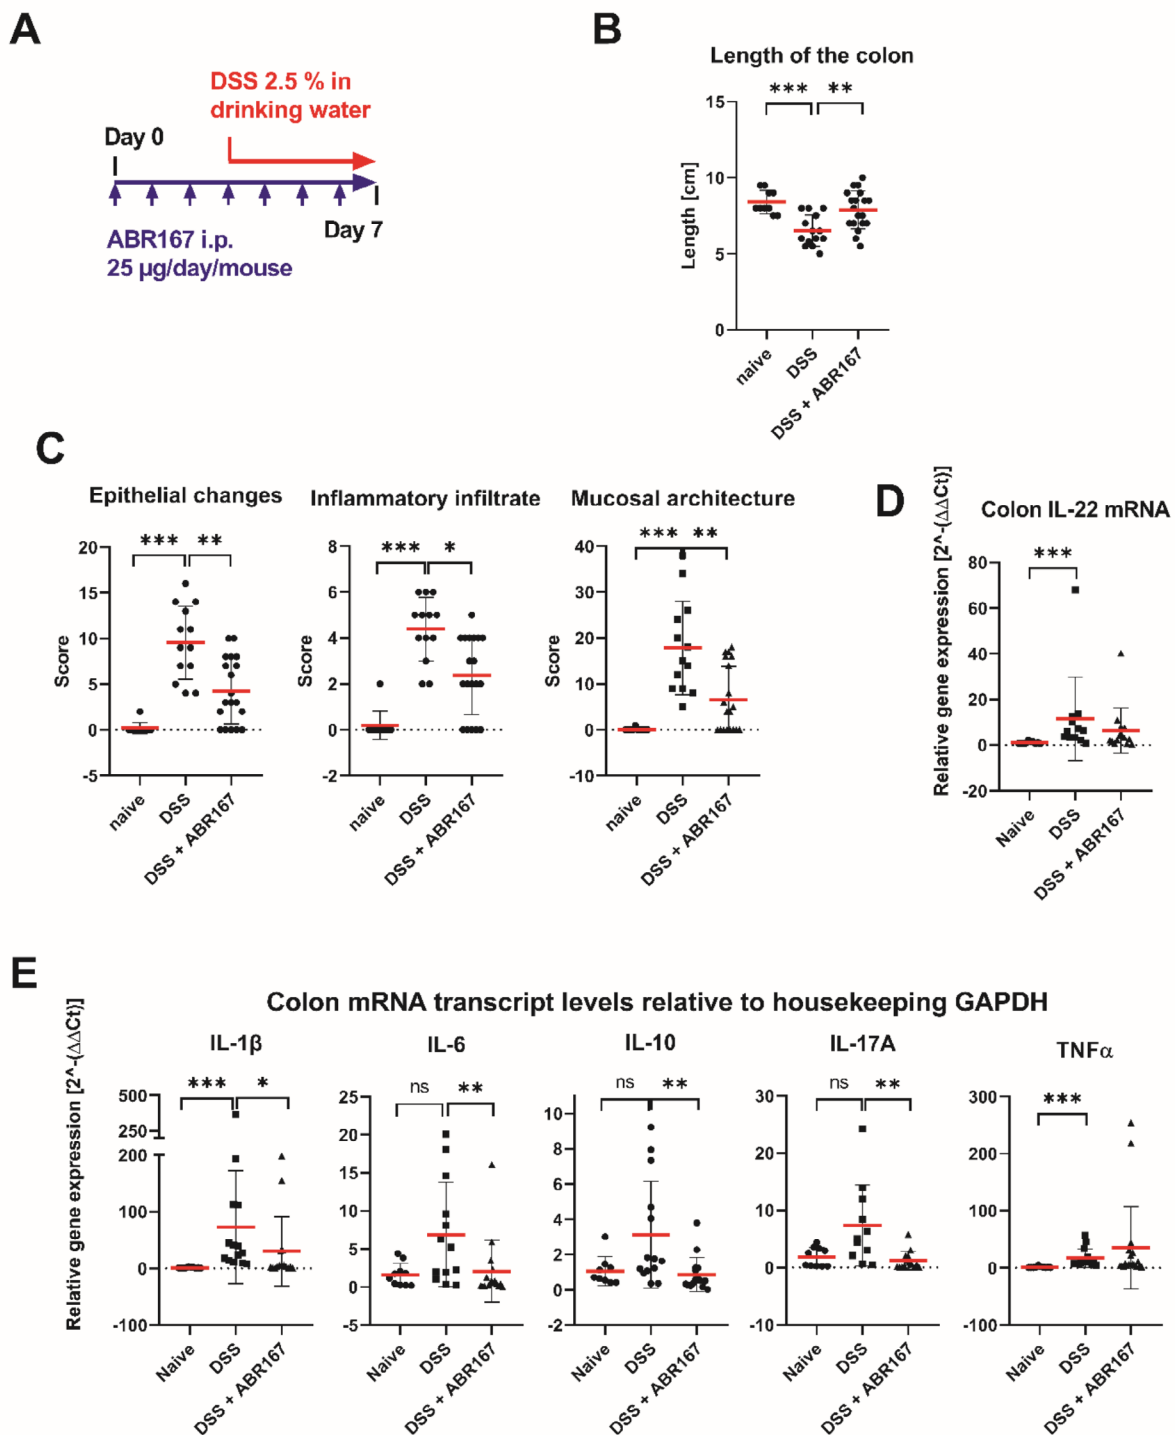 A
DSS 2.5 % in
drinking water
Day 0
Day 7
ABR167 i.p.
25 µg/day/mouse
B
Length of the colon
*** **
Length [cm]
15
10
5
0
naive
DSS
DSS + ABR167
C
Epithelial changes
*** **
Score
20
15
10
5
0
-5
naive
DSS
DSS + ABR167
Inflammatory infiltrate
*** *
Score
8
6
4
2
0
-2
naive
DSS
DSS + ABR167
Mucosal architecture
*** **
Score
40
30
20
10
0
-10
naive
DSS
DSS + ABR167
D
Colon IL-22 mRNA
***
Relative gene expression [2^-(ΔΔCt)]
80
60
40
20
0
-20
Naive
DSS
DSS + ABR167
E
Colon mRNA transcript levels relative to housekeeping GAPDH
Relative gene expression [2^-(ΔΔCt)]
IL-1β
*** *
500
250
200
100
0
-100
Naive
DSS
DSS + ABR167
IL-6
ns **
25
20
15
10
5
0
-5
Naive
DSS
DSS + ABR167
IL-10
ns **
10
8
6
4
2
0
-2
Naive
DSS
DSS + ABR167
IL-17A
ns **
30
20
10
0
-10
Naive
DSS
DSS + ABR167
TNFα
***
300
200
100
0
-100
Naive
DSS
DSS + ABR167